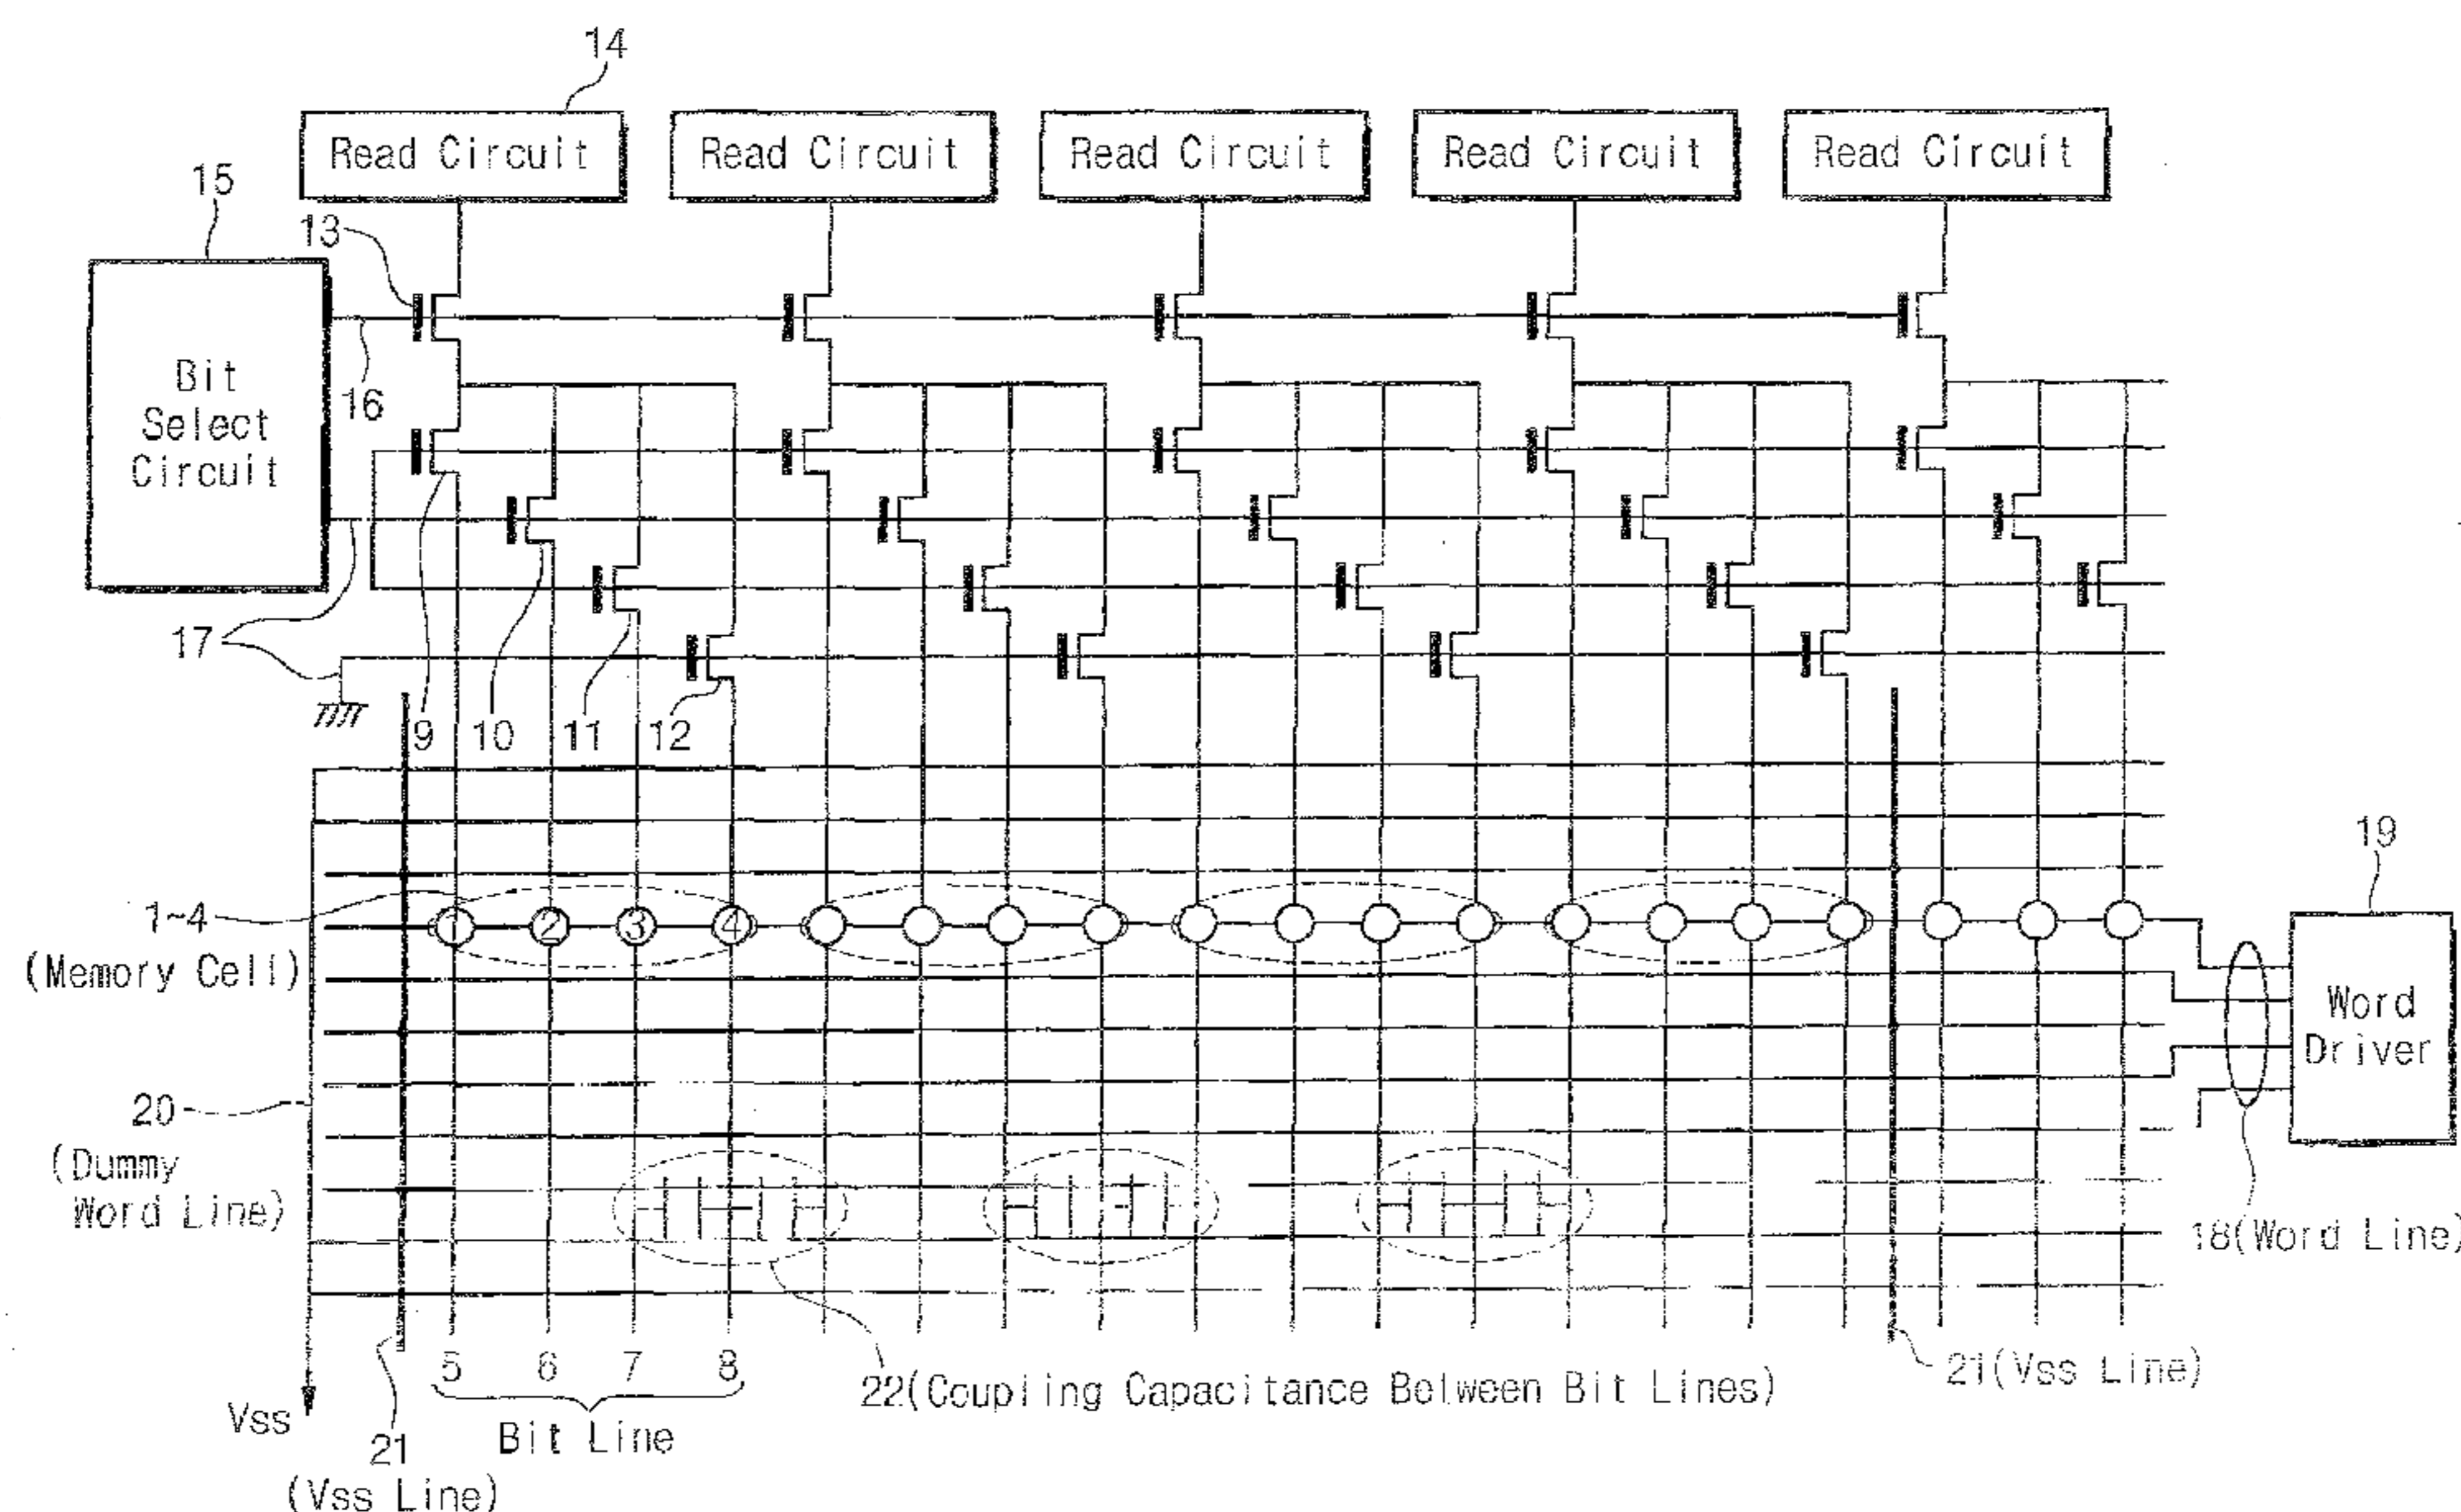 14
Read Circuit
Read Circuit
Read Circuit
Read Circuit
Read Circuit
15
13
Bit
Select
Circuit
16
17
9
10
11
12
19
1~4
(Memory Cell)
1
2
3
4
Word
Driver
20
(Dummy
Word Line)
18(Word Line)
5
6
7
8
22(Coupling Capacitance Between Bit Lines)
21(Vss Line)
Vss
21
(Vss Line)
Bit Line